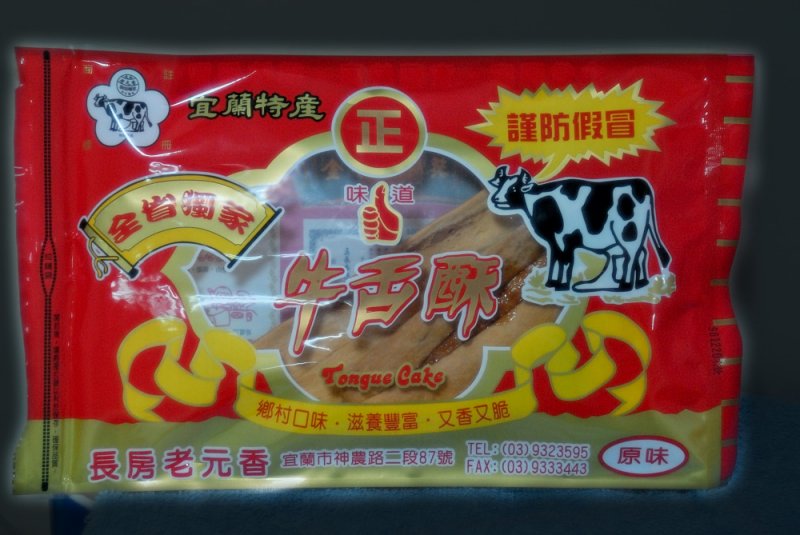 宜蘭特產
正
謹防假冒
全省獨家
味道
牛舌酥
Tongue Cake
鄉村口味・滋養豐富・又香又脆
長房老元香
宜蘭市神農路二段87號
TEL:(03)9323595
FAX:(03)9333443
原味